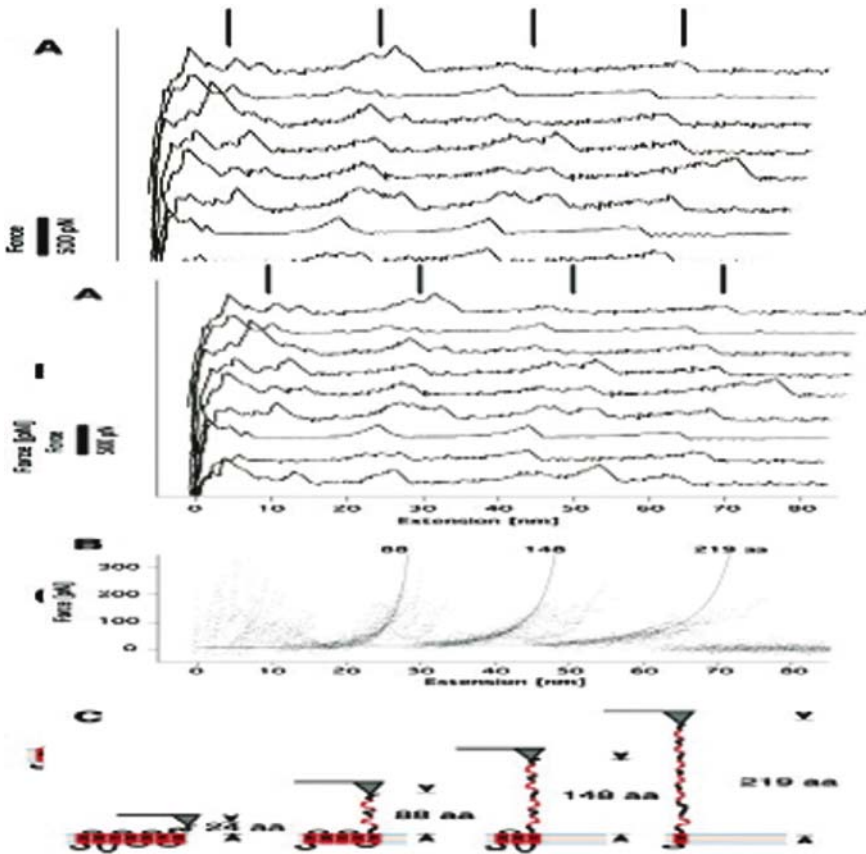 A
Force
500 pN
A
Force [pN]
Force
500 pN
0 10 20 30 40 50 60 70 80
Extension [nm]
B
88 148 219 aa
Force [pN]
300
200
100
0
0 10 20 30 40 50 60 70 80
Extension [nm]
C
24 aa
88 aa
148 aa
219 aa